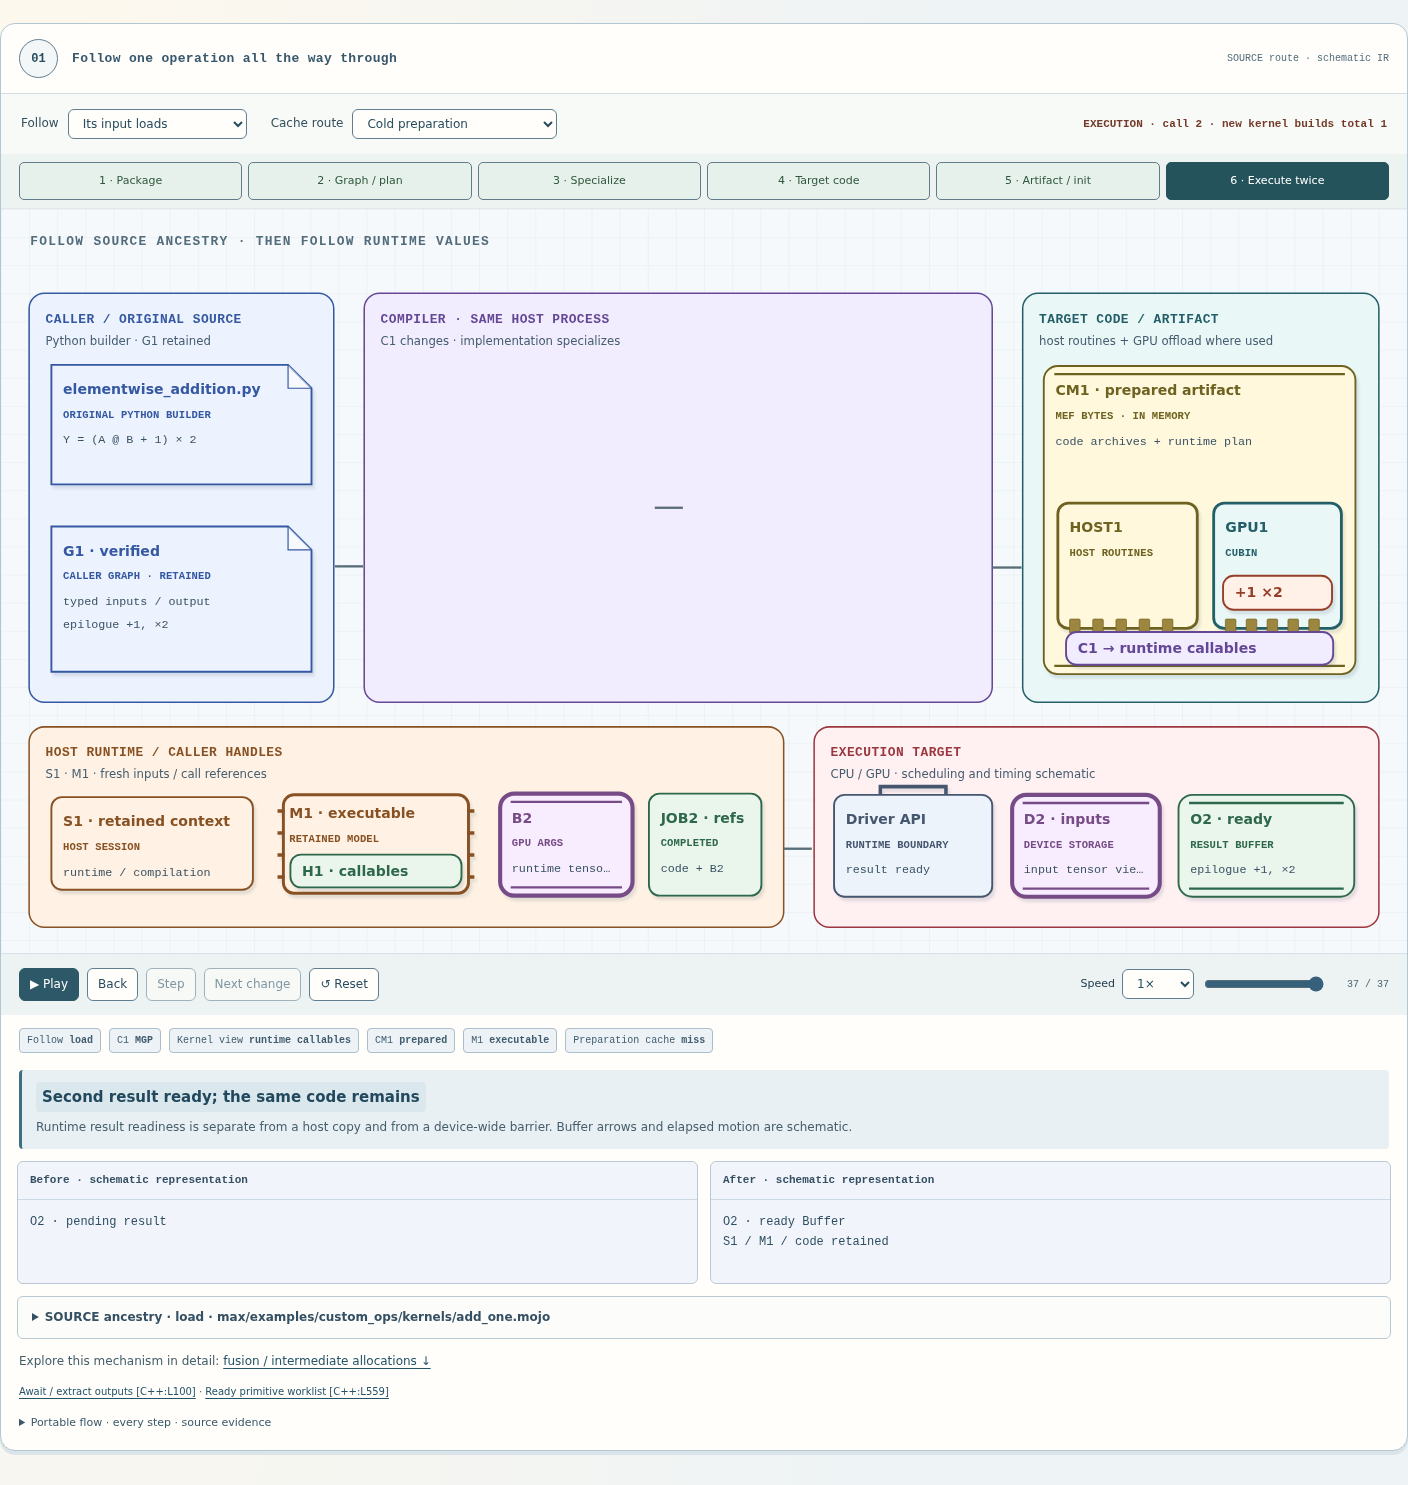 01
Follow one operation all the way through
SOURCE route · schematic IR
Follow
Its input loads
Cache route
Cold preparation
EXECUTION · call 2 · new kernel builds total 1
1 · Package
2 · Graph / plan
3 · Specialize
4 · Target code
5 · Artifact / init
6 · Execute twice
FOLLOW SOURCE ANCESTRY · THEN FOLLOW RUNTIME VALUES
CALLER / ORIGINAL SOURCE
Python builder · G1 retained
elementwise_addition.py
ORIGINAL PYTHON BUILDER
Y = (A @ B + 1) × 2
G1 · verified
CALLER GRAPH · RETAINED
typed inputs / output
epilogue +1, ×2
COMPILER · SAME HOST PROCESS
C1 changes · implementation specializes
TARGET CODE / ARTIFACT
host routines + GPU offload where used
CM1 · prepared artifact
MEF BYTES · IN MEMORY
code archives + runtime plan
HOST1
HOST ROUTINES
GPU1
CUBIN
+1 ×2
C1 → runtime callables
HOST RUNTIME / CALLER HANDLES
S1 · M1 · fresh inputs / call references
S1 · retained context
HOST SESSION
runtime / compilation
M1 · executable
RETAINED MODEL
H1 · callables
B2
GPU ARGS
runtime tenso…
JOB2 · refs
COMPLETED
code + B2
EXECUTION TARGET
CPU / GPU · scheduling and timing schematic
Driver API
RUNTIME BOUNDARY
result ready
D2 · inputs
DEVICE STORAGE
input tensor vie…
O2 · ready
RESULT BUFFER
epilogue +1, ×2
▶ Play
Back
Step
Next change
↺ Reset
Speed
1×
37 / 37
Follow load
C1 MGP
Kernel view runtime callables
CM1 prepared
M1 executable
Preparation cache miss
Second result ready; the same code remains
Runtime result readiness is separate from a host copy and from a device-wide barrier. Buffer arrows and elapsed motion are schematic.
Before · schematic representation
O2 · pending result
After · schematic representation
O2 · ready Buffer
S1 / M1 / code retained
▶ SOURCE ancestry · load · max/examples/custom_ops/kernels/add_one.mojo
Explore this mechanism in detail: fusion / intermediate allocations ↓
Await / extract outputs [C++:L100] · Ready primitive worklist [C++:L559]
▶ Portable flow · every step · source evidence